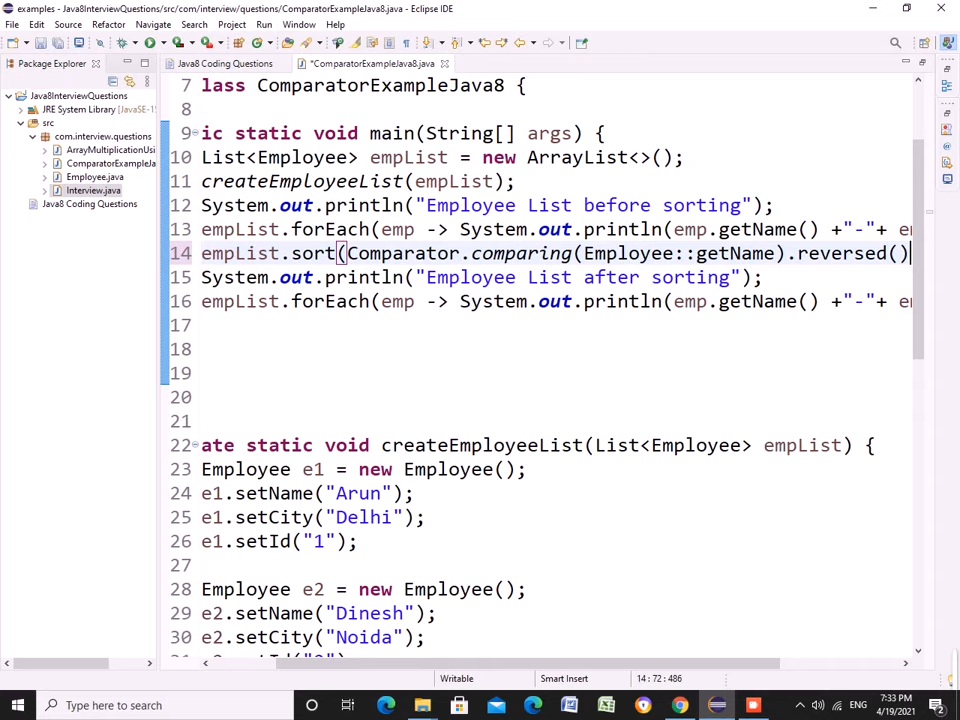 examples - Java8InterviewQuestions/src/com/interview/questions/ComparatorExampleJava8.java - Eclipse IDE
File Edit Source Refactor Navigate Search Project Run Window Help
Package Explorer
Java8 Coding Questions
*ComparatorExampleJava8.java
Java8InterviewQuestions
JRE System Library [JavaSE-15
src
com.interview.questions
ArrayMultiplicationUsi
ComparatorExampleJa
Employee.java
Interview.java
Java8 Coding Questions
7 lass ComparatorExampleJava8 {
8
9 ic static void main(String[] args) {
10 List<Employee> empList = new ArrayList<>();
11 createEmployeeList(empList);
12 System.out.println("Employee List before sorting");
13 empList.forEach(emp -> System.out.println(emp.getName() +"-"+ em
14 empList.sort(Comparator.comparing(Employee::getName).reversed()
15 System.out.println("Employee List after sorting");
16 empList.forEach(emp -> System.out.println(emp.getName() +"-"+ em
17
18
19
20
21
22 ate static void createEmployeeList(List<Employee> empList) {
23 Employee e1 = new Employee();
24 e1.setName("Arun");
25 e1.setCity("Delhi");
26 e1.setId("1");
27
28 Employee e2 = new Employee();
29 e2.setName("Dinesh");
30 e2.setCity("Noida");
Writable Smart Insert 14 : 72 : 486
Type here to search
ENG
7:33 PM
4/19/2021
2